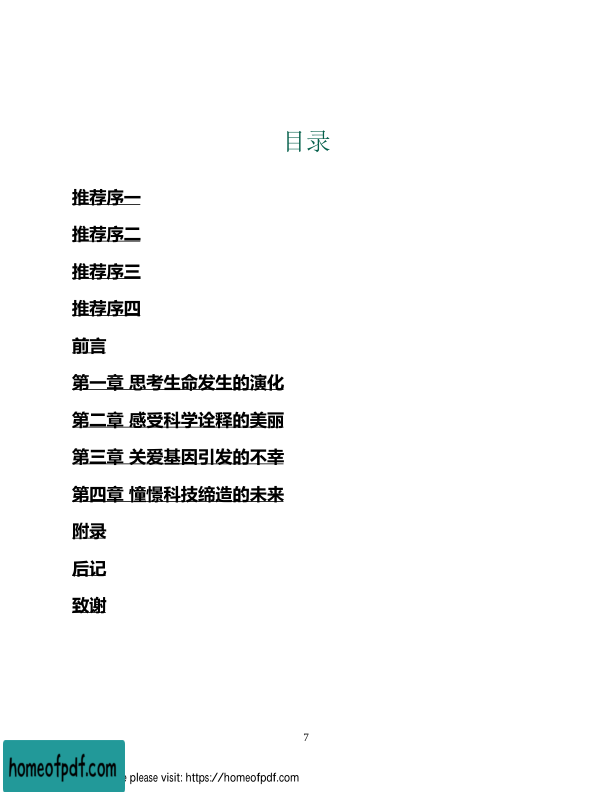 目录
推荐序一
推荐序二
推荐序三
推荐序四
前言
第一章 思考生命发生的演化
第二章 感受科学诠释的美丽
第三章 关爱基因引发的不幸
第四章 憧憬科技缔造的未来
附录
后记
致谢
7
homeofpdf.com
e please visit: https://homeofpdf.com